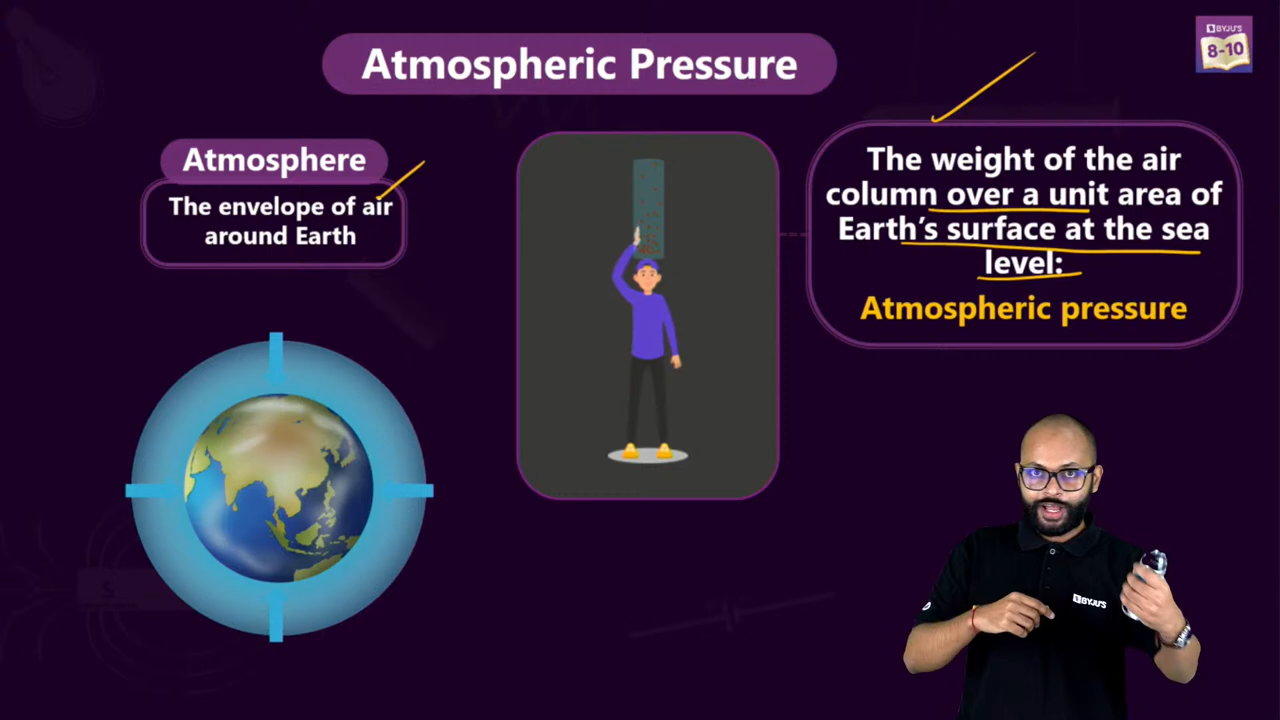 Atmospheric Pressure
BYJU'S
8-10
Atmosphere
The envelope of air
around Earth
The weight of the air
column over a unit area of
Earth's surface at the sea
level:
Atmospheric pressure
BYJU'S